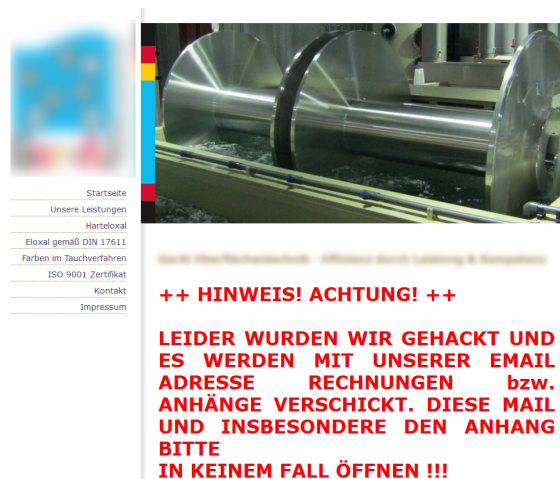 Startseite
Unsere Leistungen
Harteloxal
Eloxal gemäß DIN 17611
Farben im Tauchverfahren
ISO 9001 Zertifikat
Kontakt
Impressum
++ HINWEIS! ACHTUNG! ++
LEIDER WURDEN WIR GEHACKT UND
ES WERDEN MIT UNSERER EMAIL
ADRESSE RECHNUNGEN bzw.
ANHÄNGE VERSCHICKT. DIESE MAIL
UND INSBESONDERE DEN ANHANG
BITTE
IN KEINEM FALL ÖFFNEN !!!